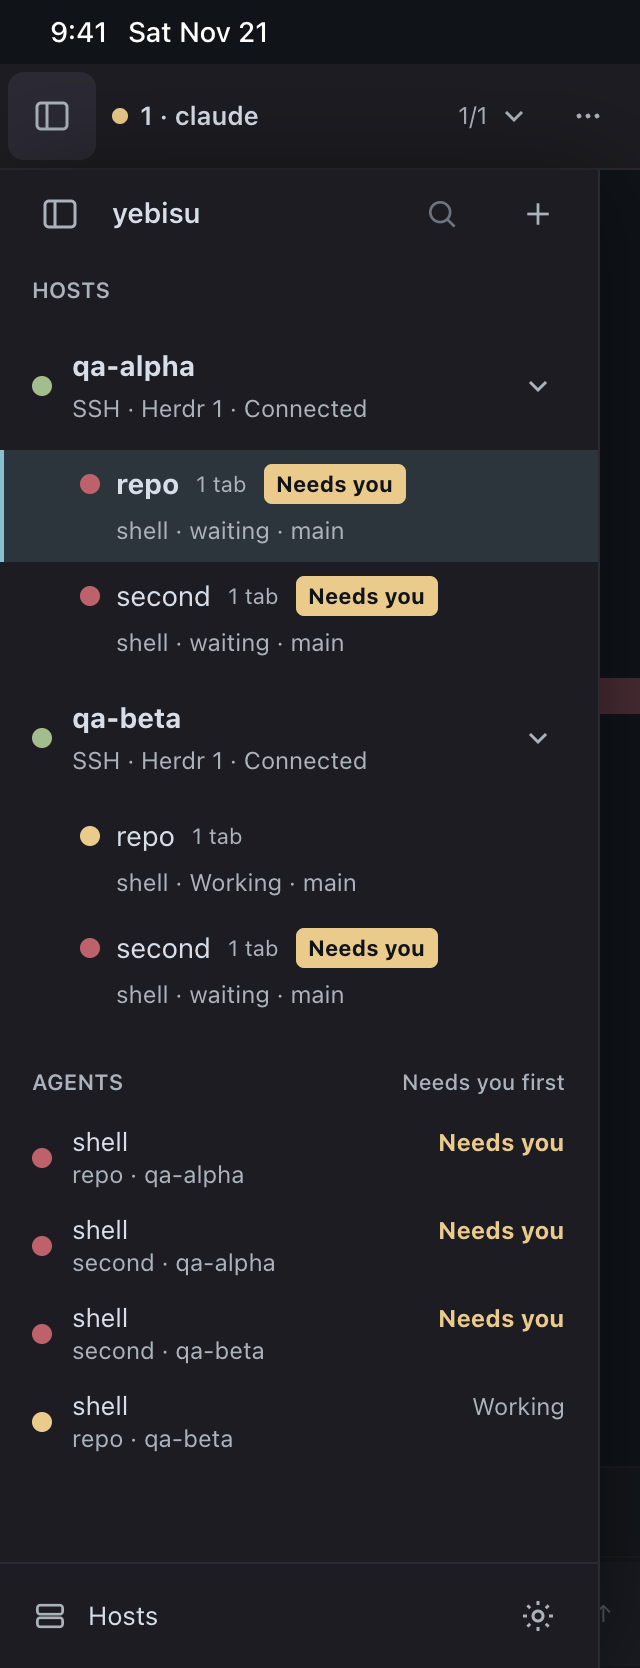 9:41 Sat Nov 21
1 · claude 1/1
yebisu
HOSTS
qa-alpha
SSH · Herdr 1 · Connected
repo 1 tab Needs you
shell · waiting · main
second 1 tab Needs you
shell · waiting · main
qa-beta
SSH · Herdr 1 · Connected
repo 1 tab
shell · Working · main
second 1 tab Needs you
shell · waiting · main
AGENTS Needs you first
shell Needs you
repo · qa-alpha
shell Needs you
second · qa-alpha
shell Needs you
second · qa-beta
shell Working
repo · qa-beta
Hosts